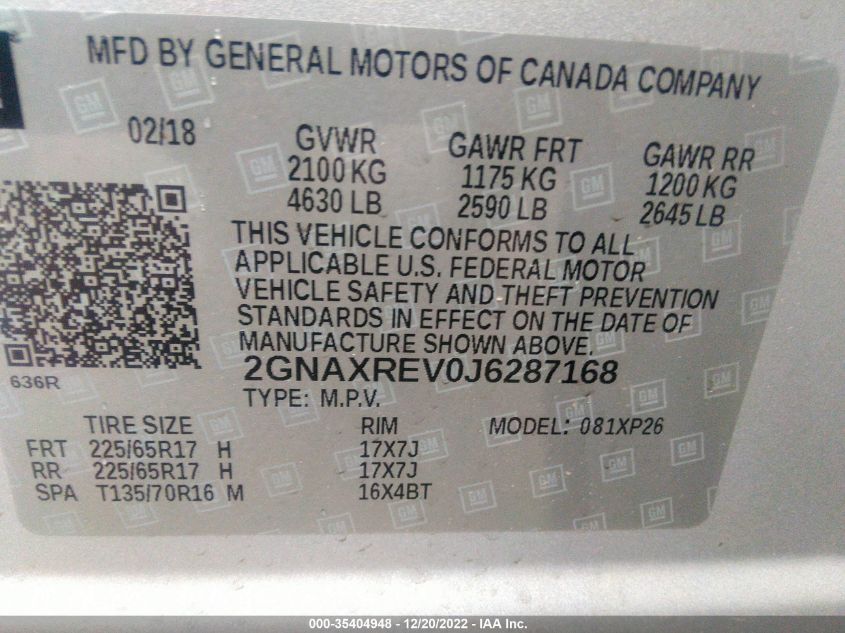 MFD BY GENERAL MOTORS OF CANADA COMPANY
02/18 GVWR GAWR FRT GAWR RR
2100 KG 1175 KG 1200 KG
4630 LB 2590 LB 2645 LB
THIS VEHICLE CONFORMS TO ALL
APPLICABLE U.S. FEDERAL MOTOR
VEHICLE SAFETY AND THEFT PREVENTION
STANDARDS IN EFFECT ON THE DATE OF
MANUFACTURE SHOWN ABOVE.
2GNAXREV0J6287168
636R
TYPE: M.P.V.
TIRE SIZE RIM MODEL: 081XP26
FRT 225/65R17 H 17X7J
RR 225/65R17 H 17X7J
SPA T135/70R16 M 16X4BT
000-35404948 - 12/20/2022 - IAA Inc.